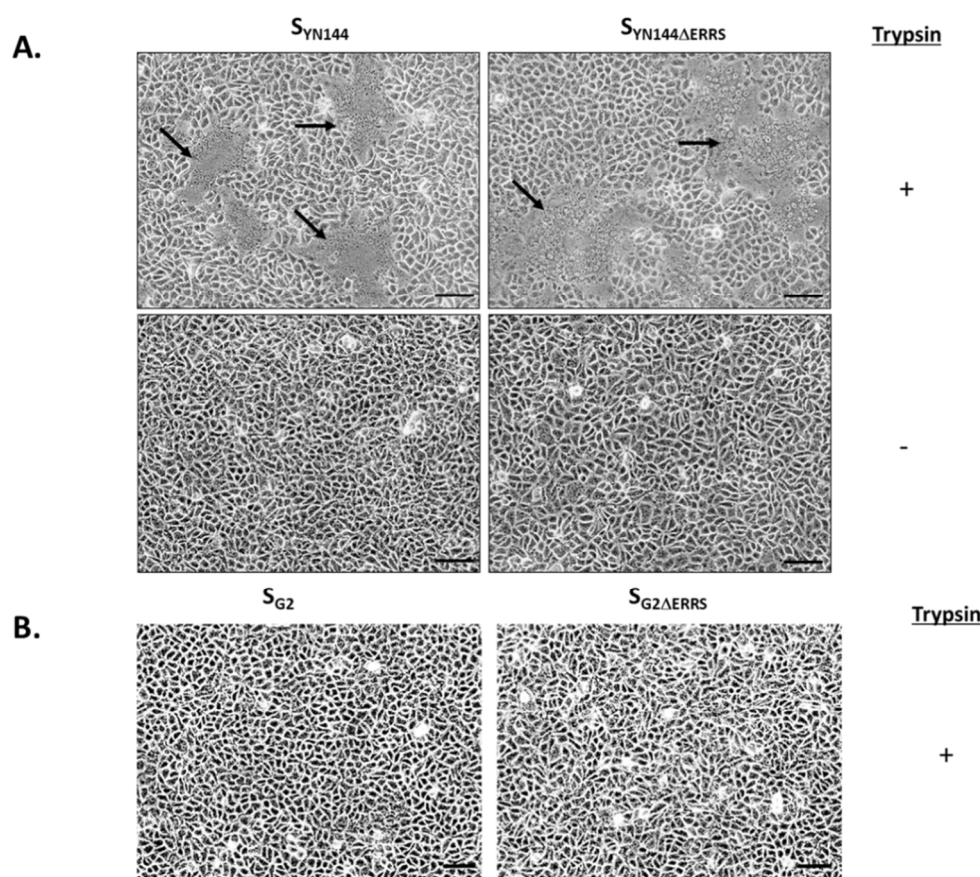 A.
S_YN144
S_YN144ΔERRS
Trypsin
+
-
B.
S_G2
S_G2ΔERRS
Trypsin
+